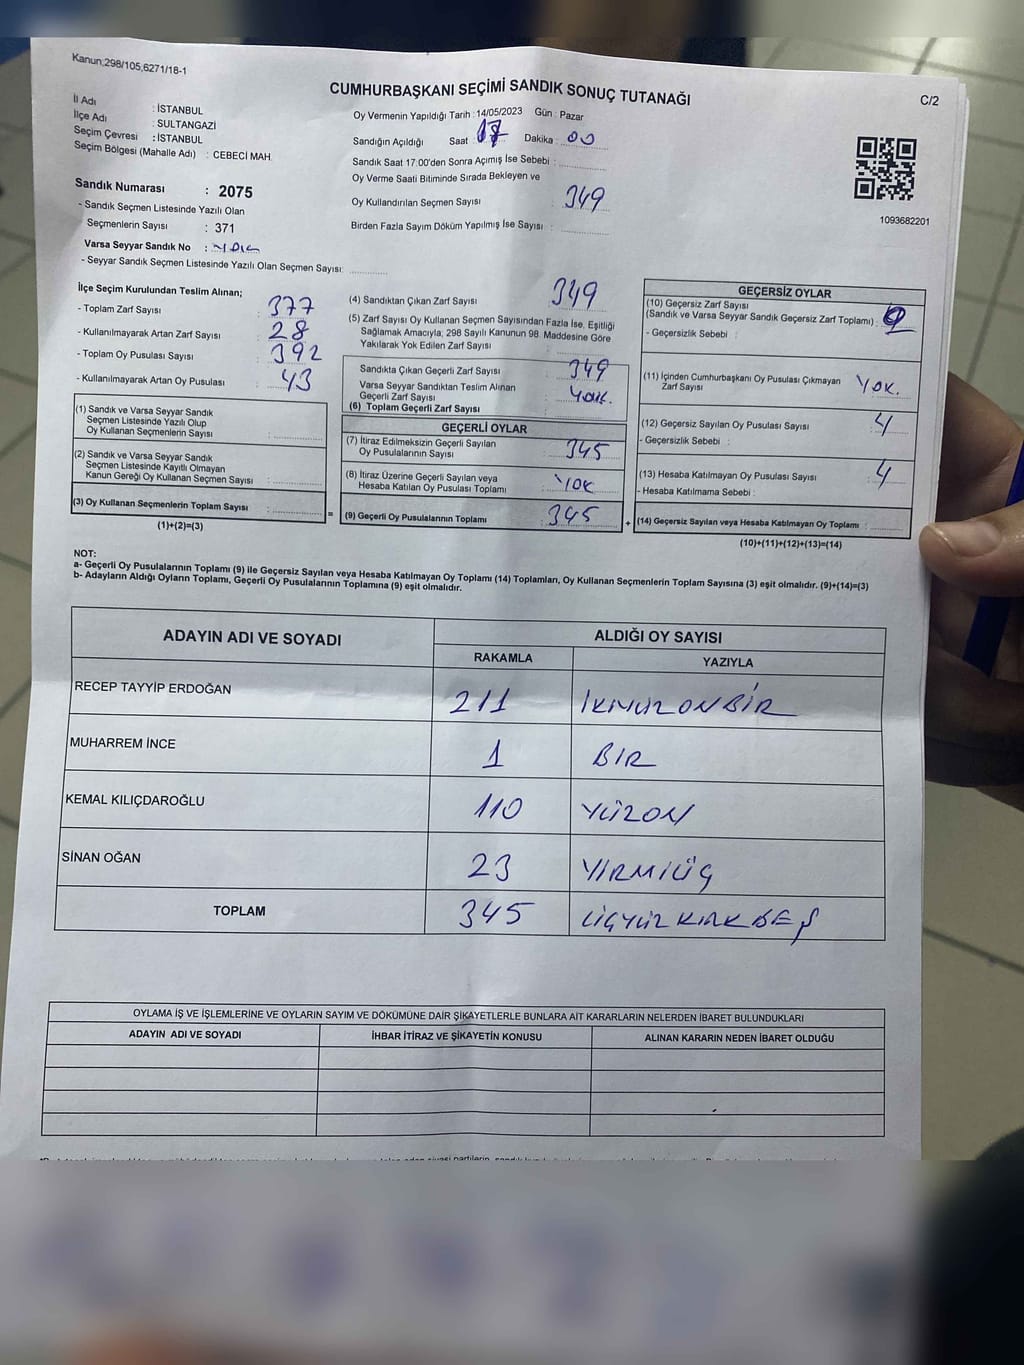 Kanun;298/105,6271/18-1
CUMHURBAŞKANI SEÇİMİ SANDIK SONUÇ TUTANAĞI
C/2
İl Adı : İSTANBUL
İlçe Adı : SULTANGAZİ
Seçim Çevresi : İSTANBUL
Seçim Bölgesi (Mahalle Adı) : CEBECİ MAH.
Sandık Numarası : 2075
- Sandık Seçmen Listesinde Yazılı Olan
Seçmenlerin Sayısı : 371
Varsa Seyyar Sandık No : YOK
- Seyyar Sandık Seçmen Listesinde Yazılı Olan Seçmen Sayısı:
Oy Vermenin Yapıldığı Tarih : 14/05/2023 Gün : Pazar
Sandığın Açıldığı Saat : 17 Dakika : 00
Sandık Saat 17:00'den Sonra Açımış İse Sebebi :
Oy Verme Saati Bitiminde Sırada Bekleyen ve
Oy Kullandırılan Seçmen Sayısı : 349
Birden Fazla Sayım Döküm Yapılmış İse Sayısı :
1093682201
İlçe Seçim Kurulundan Teslim Alınan;
- Toplam Zarf Sayısı : 377
- Kullanılmayarak Artan Zarf Sayısı : 28
- Toplam Oy Pusulası Sayısı : 392
- Kullanılmayarak Artan Oy Pusulası : 43
(1) Sandık ve Varsa Seyyar Sandık
Seçmen Listesinde Yazılı Olup
Oy Kullanan Seçmenlerin Sayısı :
(2) Sandık ve Varsa Seyyar Sandık
Seçmen Listesinde Kayıtlı Olmayan
Kanun Gereği Oy Kullanan Seçmen Sayısı :
(3) Oy Kullanan Seçmenlerin Toplam Sayısı :
(1)+(2)=(3)
=
(4) Sandıktan Çıkan Zarf Sayısı : 349
(5) Zarf Sayısı Oy Kullanan Seçmen Sayısından Fazla İse, Eşitliği
Sağlamak Amacıyla; 298 Sayılı Kanunun 98. Maddesine Göre
Yakılarak Yok Edilen Zarf Sayısı :
Sandıkta Çıkan Geçerli Zarf Sayısı : 349
Varsa Seyyar Sandıktan Teslim Alınan
Geçerli Zarf Sayısı : YOK.
(6) Toplam Geçerli Zarf Sayısı :
GEÇERLİ OYLAR
(7) İtiraz Edilmeksizin Geçerli Sayılan
Oy Pusulalarının Sayısı : 345
(8) İtiraz Üzerine Geçerli Sayılan veya
Hesaba Katılan Oy Pusulası Toplamı : YOK
(9) Geçerli Oy Pusulalarının Toplamı : 345
+
GEÇERSİZ OYLAR
(10) Geçersiz Zarf Sayısı
(Sandık ve Varsa Seyyar Sandık Geçersiz Zarf Toplamı) :
- Geçersizlik Sebebi :
(11) İçinden Cumhurbaşkanı Oy Pusulası Çıkmayan
Zarf Sayısı : YOK.
(12) Geçersiz Sayılan Oy Pusulası Sayısı : 4
- Geçersizlik Sebebi :
(13) Hesaba Katılmayan Oy Pusulası Sayısı : 4
- Hesaba Katılmama Sebebi :
(14) Geçersiz Sayılan veya Hesaba Katılmayan Oy Toplamı :
(10)+(11)+(12)+(13)=(14)
NOT:
a- Geçerli Oy Pusulalarının Toplamı (9) ile Geçersiz Sayılan veya Hesaba Katılmayan Oy Toplamı (14) Toplamları, Oy Kullanan Seçmenlerin Toplam Sayısına (3) eşit olmalıdır. (9)+(14)=(3)
b- Adayların Aldığı Oyların Toplamı, Geçerli Oy Pusulalarının Toplamına (9) eşit olmalıdır.
ADAYIN ADI VE SOYADI ALDIĞI OY SAYISI
RAKAMLA YAZIYLA
RECEP TAYYİP ERDOĞAN 211 İKİYÜZONBİR
MUHARREM İNCE 1 BİR
KEMAL KILIÇDAROĞLU 110 YÜZON
SİNAN OĞAN 23 YİRMİÜÇ
TOPLAM 345 ÜÇYÜZKIRKBEŞ
OYLAMA İŞ VE İŞLEMLERİNE VE OYLARIN SAYIM VE DÖKÜMÜNE DAİR ŞİKAYETLERLE BUNLARA AİT KARARLARIN NELERDEN İBARET BULUNDUKLARI
ADAYIN ADI VE SOYADI İHBAR İTİRAZ VE ŞİKAYETİN KONUSU ALINAN KARARIN NEDEN İBARET OLDUĞU